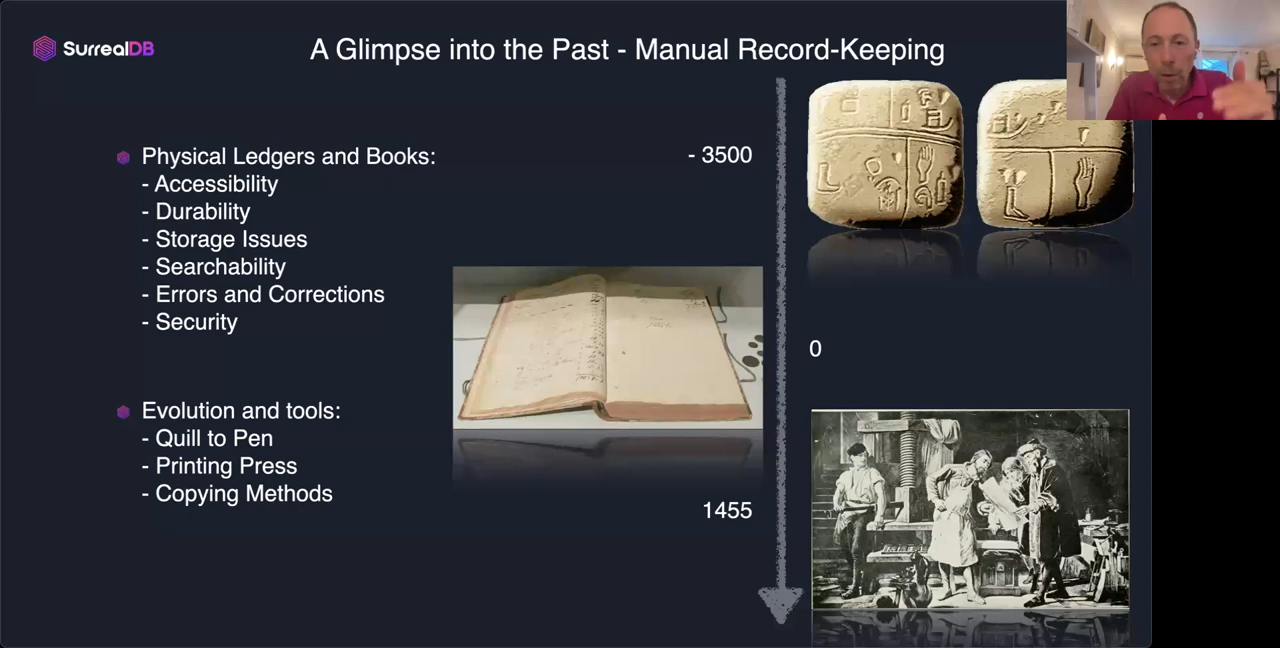 SurrealDB
A Glimpse into the Past - Manual Record-Keeping
Physical Ledgers and Books:
- Accessibility
- Durability
- Storage Issues
- Searchability
- Errors and Corrections
- Security
Evolution and tools:
- Quill to Pen
- Printing Press
- Copying Methods
- 3500
0
1455